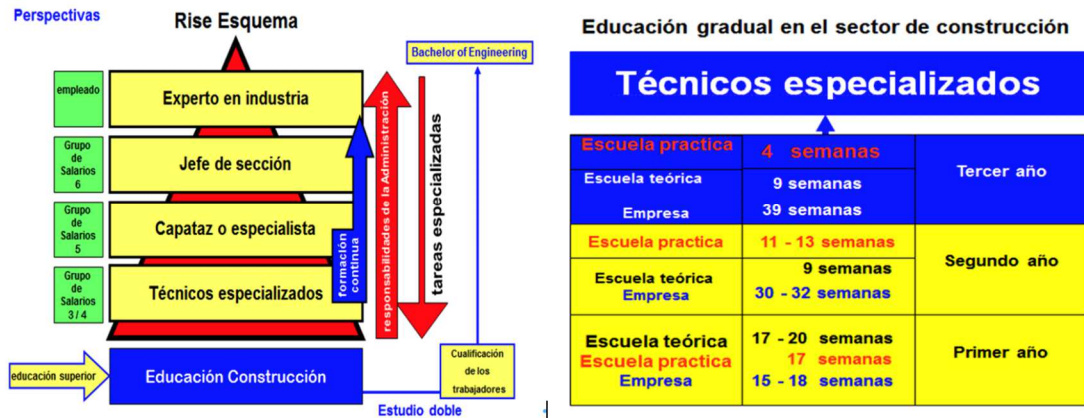 Perspectivas
Rise Esquema
Bachelor of Engineering
empleado
Experto en industria
Grupo
de
Salarios
6
Jefe de sección
Grupo
de
Salarios
5
Capataz o especialista
Grupo
de
Salarios
3 / 4
Técnicos especializados
formación
continua
responsabilidades de la Administración
tareas especializadas
educación superior
Educación Construcción
Cualificación
de los
trabajadores
Estudio doble
Educación gradual en el sector de construcción
Técnicos especializados
Escuela practica 4 semanas
Escuela teórica 9 semanas
Empresa 39 semanas
Tercer año
Escuela practica 11 - 13 semanas
Escuela teórica 9 semanas
Empresa 30 - 32 semanas
Segundo año
Escuela teórica 17 - 20 semanas
Escuela practica 17 semanas
Empresa 15 - 18 semanas
Primer año